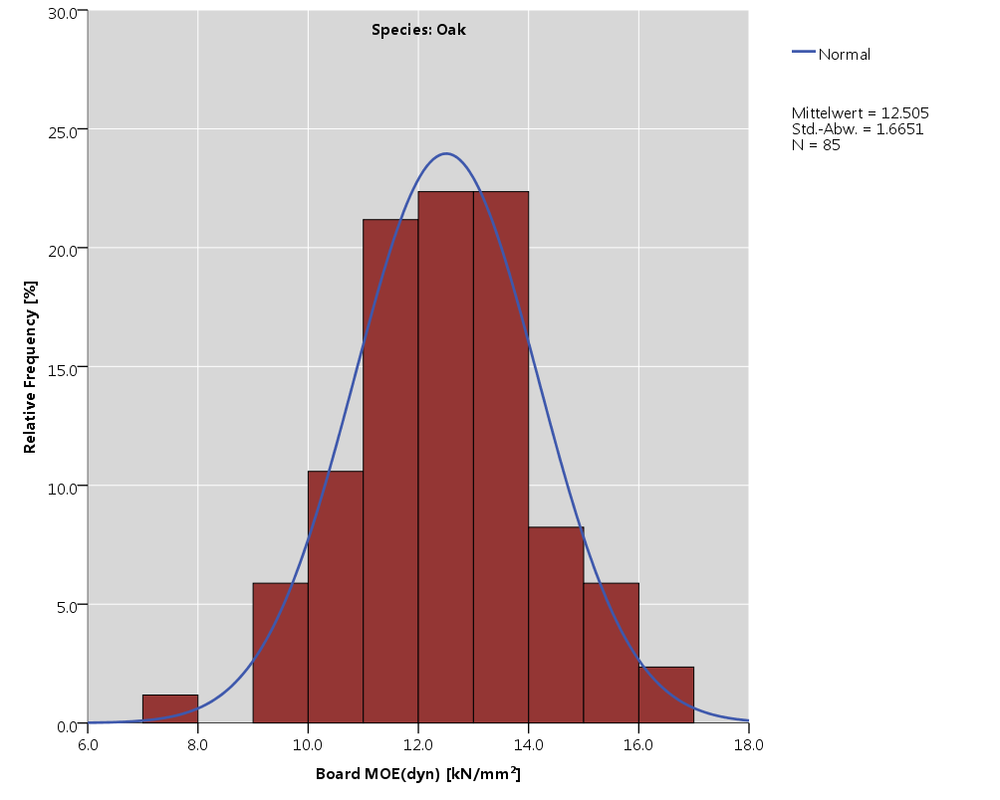 Species: Oak
Normal
Mittelwert = 12.505
Std.-Abw. = 1.6651
N = 85
Relative Frequency [%]
30.0
25.0
20.0
15.0
10.0
5.0
0.0
6.0 8.0 10.0 12.0 14.0 16.0 18.0
Board MOE(dyn) [kN/mm²]